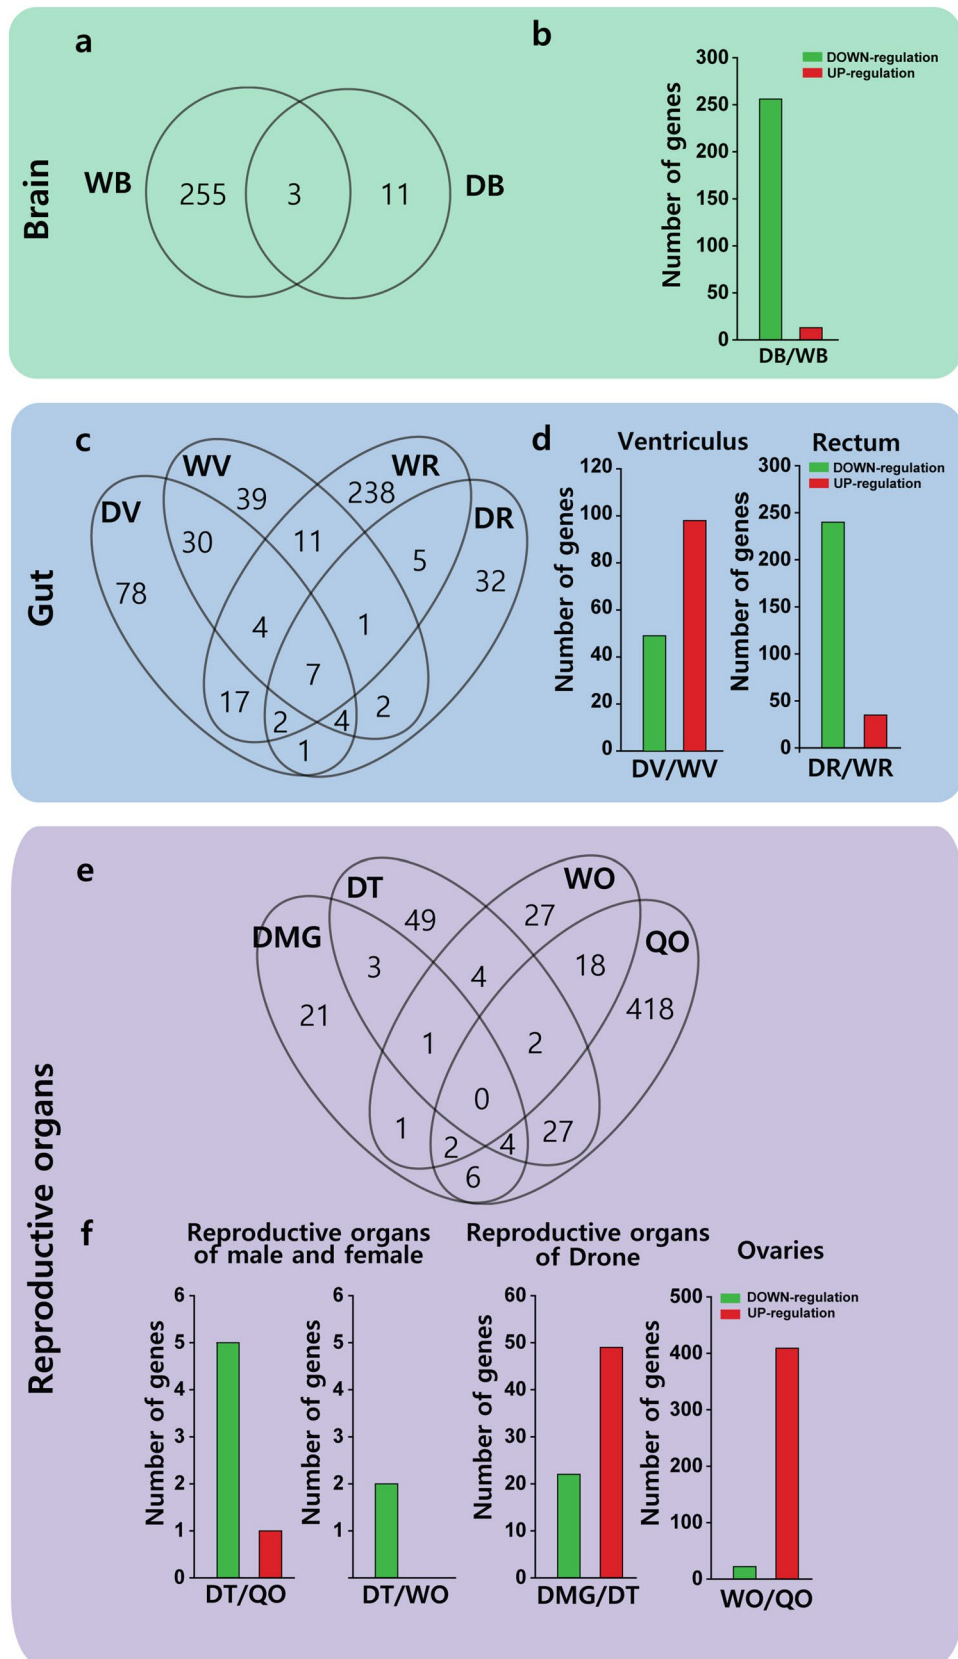 a
b
Brain
WB
255
3
11
DB
DOWN-regulation
UP-regulation
Number of genes
300
250
200
150
100
50
0
DB/WB
c
Gut
DV
WV
WR
DR
39
238
30
11
5
78
32
4
1
7
17
2
4
2
1
d
Ventriculus
Number of genes
120
100
80
60
40
20
0
DV/WV
Rectum
DOWN-regulation
UP-regulation
Number of genes
300
250
200
150
100
50
0
DR/WR
Reproductive organs
e
DMG
DT
WO
QO
49
27
3
4
18
21
418
1
2
0
1
2
4
27
6
f
Reproductive organs
of male and female
Number of genes
6
5
4
3
2
1
0
DT/QO
Number of genes
6
5
4
3
2
1
DT/WO
Reproductive organs
of Drone
Number of genes
60
50
40
30
20
10
0
DMG/DT
Ovaries
DOWN-regulation
UP-regulation
Number of genes
500
400
300
200
100
0
WO/QO